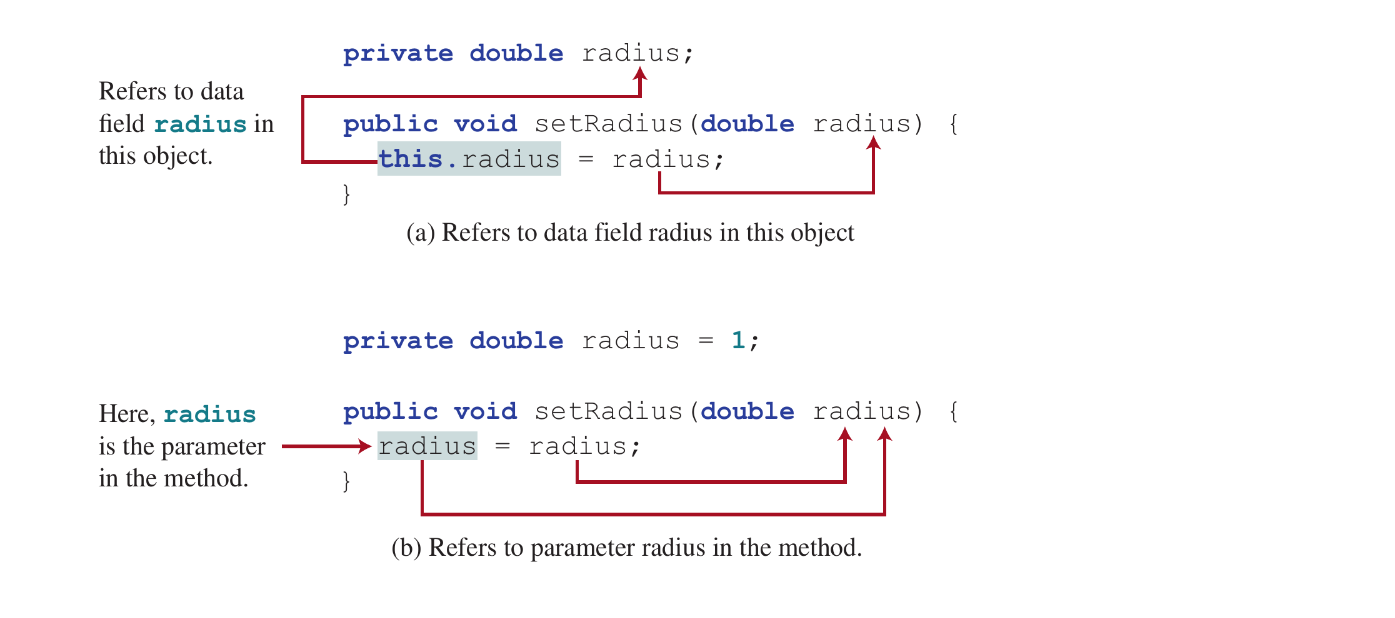 private double radius;
Refers to data
field radius in
this object.
public void setRadius(double radius) {
this.radius = radius;
}
(a) Refers to data field radius in this object
private double radius = 1;
Here, radius
is the parameter
in the method.
public void setRadius(double radius) {
radius = radius;
}
(b) Refers to parameter radius in the method.